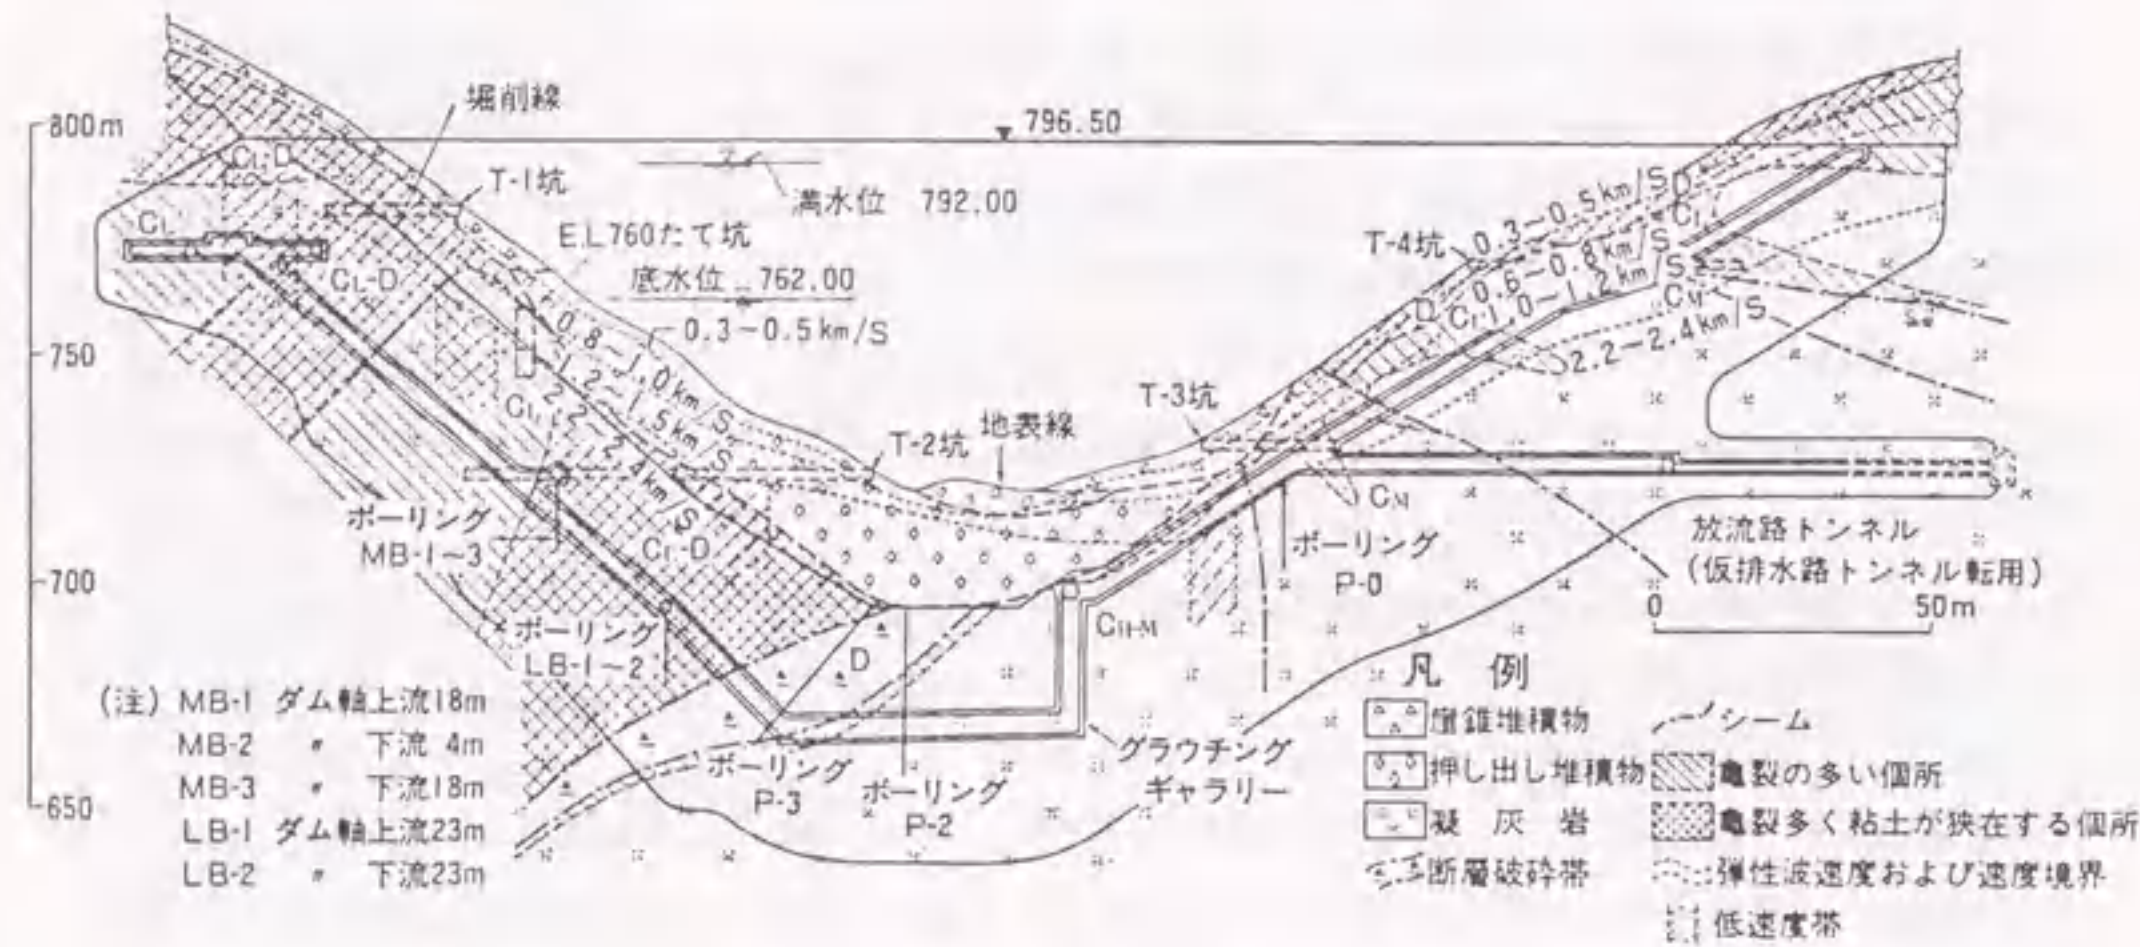 800m
750
700
650
掘削線
796.50
満水位 792.00
T-1坑
EL760たて坑
底水位 762.00
0.3~0.5km/S
0.8~1.0km/S
1.2~1.5km/S
2.2~2.4km/S
CL-D
CL
CL-D
CL
CL-D
T-2坑
地表線
T-3坑
T-4坑
0.3~0.5km/S
D
CL
0.6~0.8km/S
D
CL
1.0~1.2km/S
CM
2.2~2.4km/S
CM
CH-M
D
ボーリング
MB-1~3
ボーリング
LB-1~2
ボーリング
P-3
ボーリング
P-2
ボーリング
P-0
グラウチング
ギャラリー
放流路トンネル
(仮排水路トンネル転用)
0 50m
(注) MB-1 ダム軸上流18m
MB-2 〃 下流 4m
MB-3 〃 下流18m
LB-1 ダム軸上流23m
LB-2 〃 下流23m
凡例
崖錐堆積物
押し出し堆積物
凝灰岩
断層破砕帯
シーム
亀裂の多い個所
亀裂多く粘土が狭在する個所
弾性波速度および速度境界
低速度帯